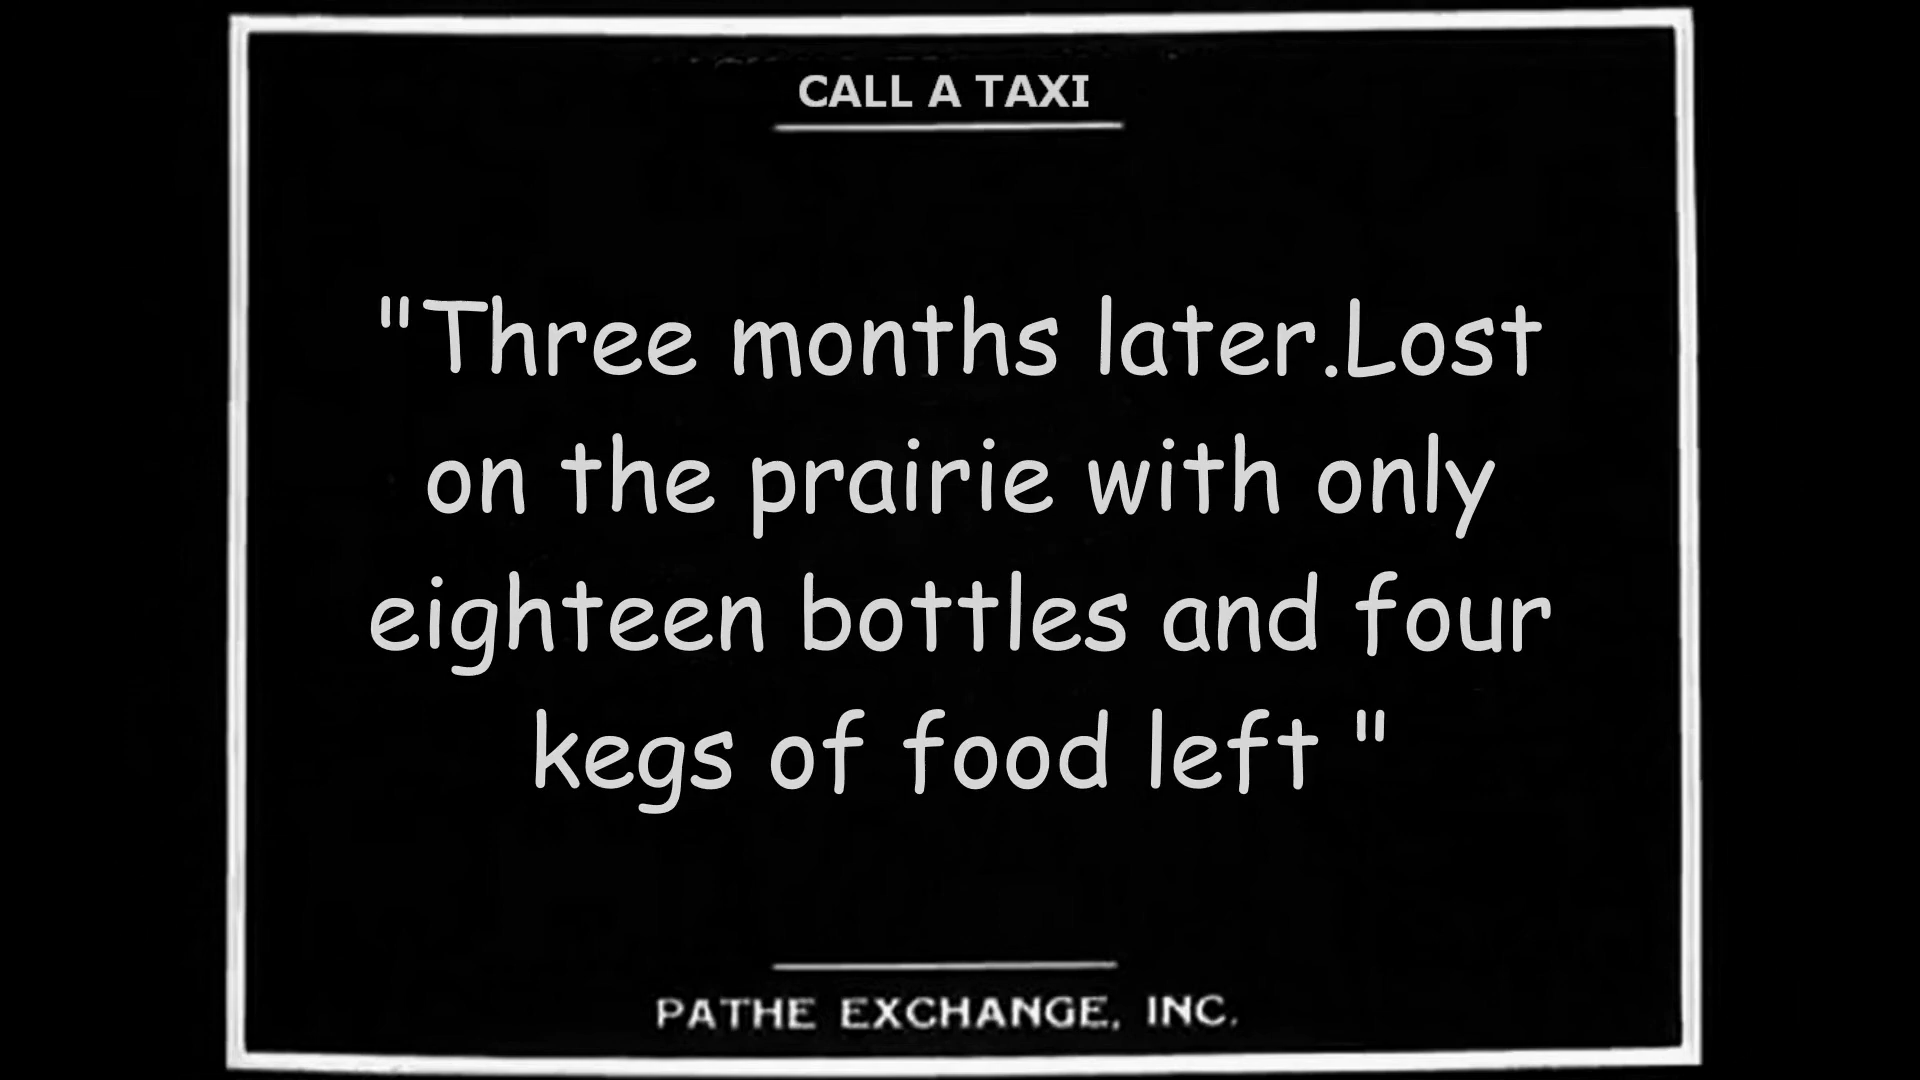 CALL A TAXI
"Three months later.Lost
on the prairie with only
eighteen bottles and four
kegs of food left "
PATHE EXCHANGE, INC.